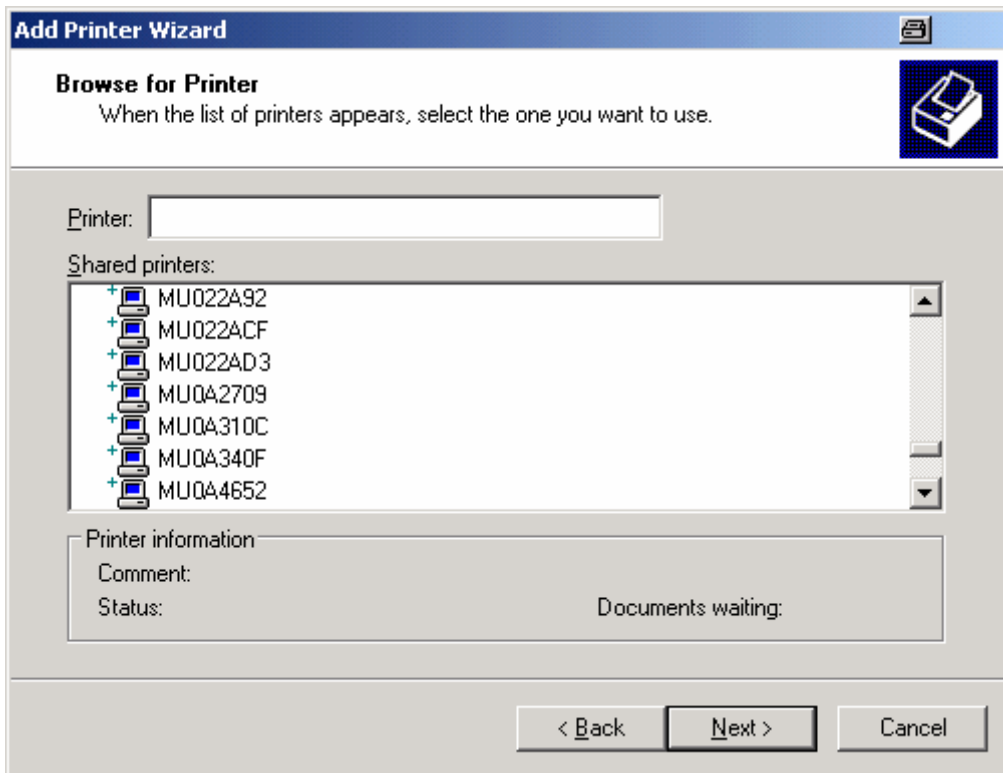 Add Printer Wizard
Browse for Printer
When the list of printers appears, select the one you want to use.
Printer:
Shared printers:
MU022A92
MU022ACF
MU022AD3
MU0A2709
MU0A310C
MU0A340F
MU0A4652
Printer information
Comment:
Status: Documents waiting:
< Back Next > Cancel